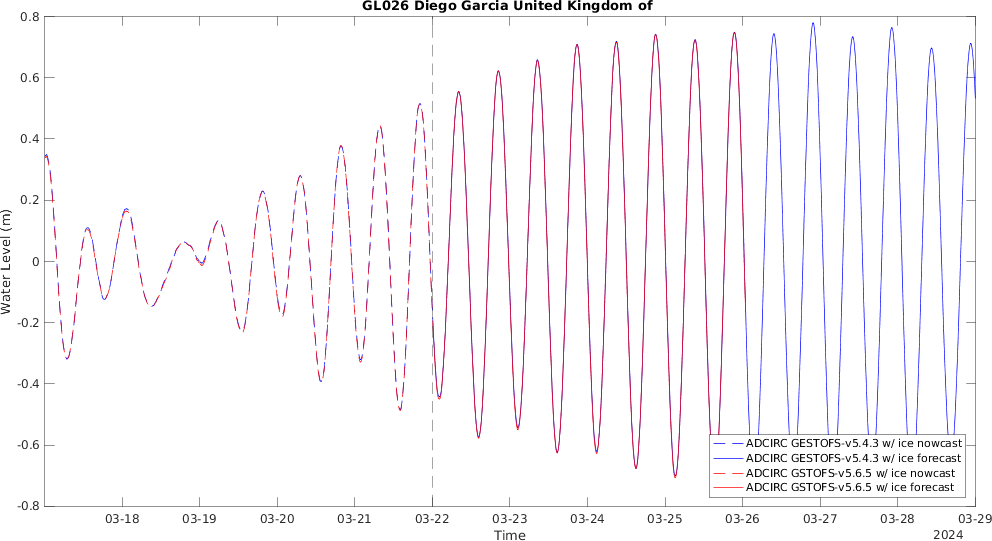 GL026 Diego Garcia United Kingdom of
0.8
0.6
0.4
0.2
0
-0.2
-0.4
-0.6
-0.8
Water Level (m)
ADCIRC GESTOFS-v5.4.3 w/ ice nowcast
ADCIRC GESTOFS-v5.4.3 w/ ice forecast
ADCIRC GSTOFS-v5.6.5 w/ ice nowcast
ADCIRC GSTOFS-v5.6.5 w/ ice forecast
03-18 03-19 03-20 03-21 03-22 03-23 03-24 03-25 03-26 03-27 03-28 03-29
Time
2024